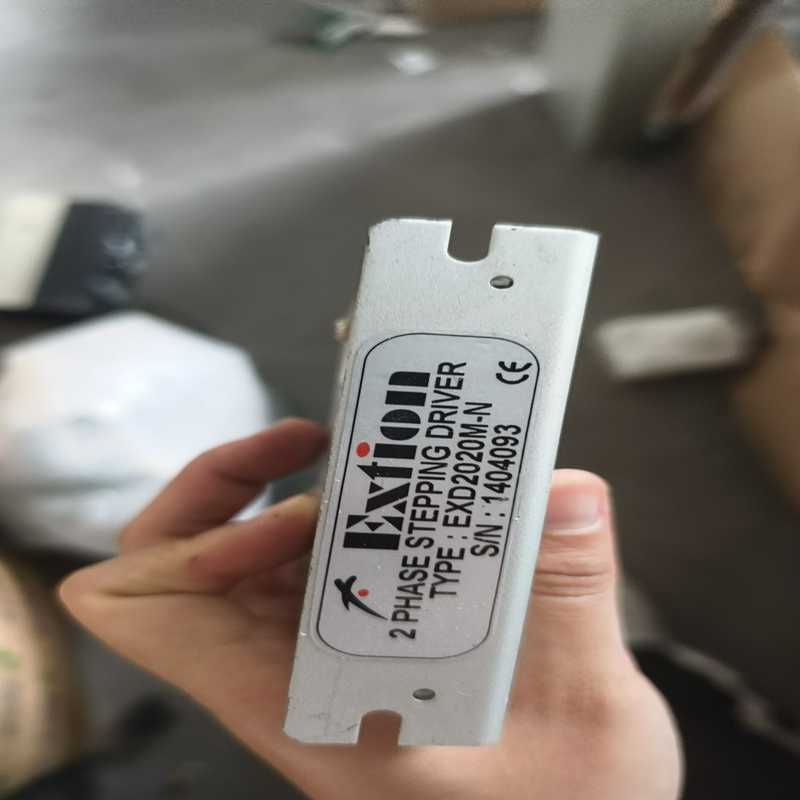 Extion
2 PHASE STEPPING DRIVER
TYPE : EXD2020M-N
S/N : 1404093
CE